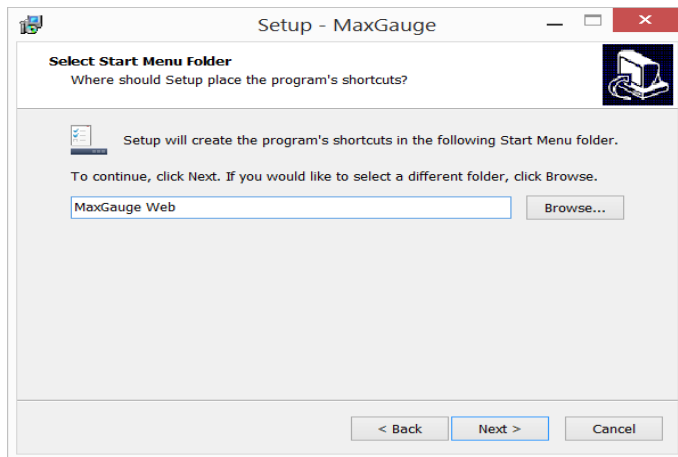 Setup - MaxGauge
Select Start Menu Folder
Where should Setup place the program's shortcuts?
Setup will create the program's shortcuts in the following Start Menu folder.
To continue, click Next. If you would like to select a different folder, click Browse.
MaxGauge Web
Browse...
< Back
Next >
Cancel